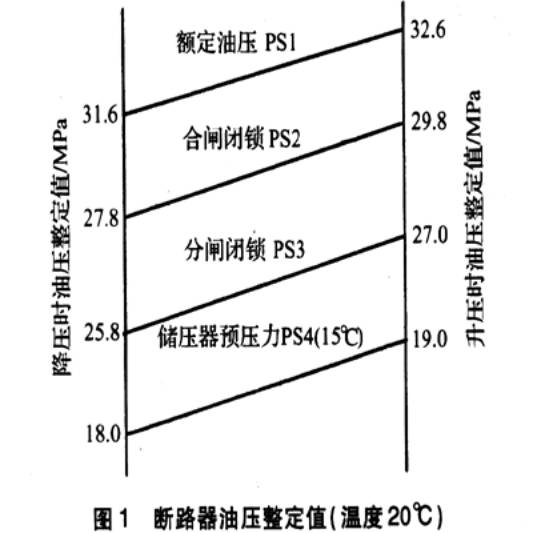 额定油压 PS1
32.6
31.6
合闸闭锁 PS2
29.8
27.8
分闸闭锁 PS3
27.0
25.8
储压器预压力PS4(15℃)
19.0
18.0
降压时油压整定值/MPa
升压时油压整定值/MPa
图1 断路器油压整定值(温度20℃)